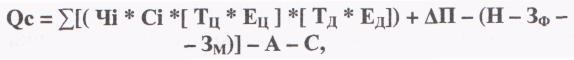 Qc = ∑[( Чi * Ci *[ Tц * Eц ] *[ Tд * Eд]) + ΔП – (Н – Зф –
– Зм)] – А – С,